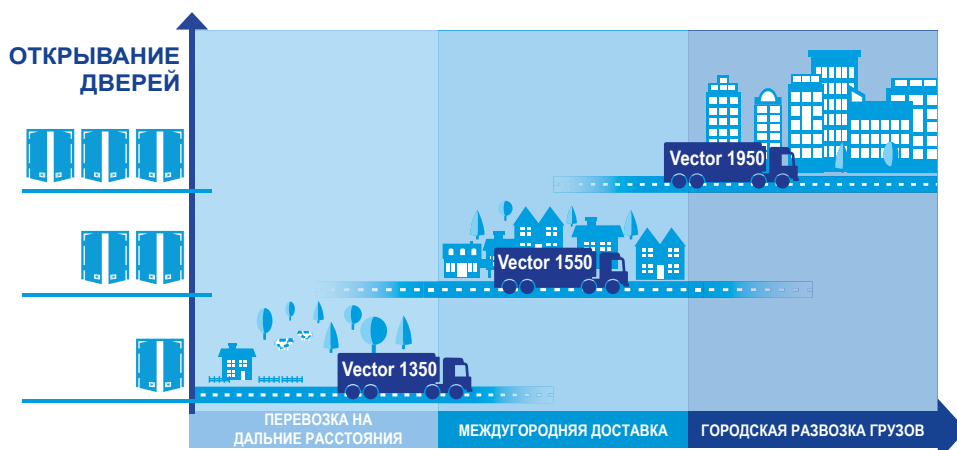 ОТКРЫВАНИЕ
ДВЕРЕЙ
Vector 1950
Vector 1550
Vector 1350
ПЕРЕВОЗКА НА
ДАЛЬНИЕ РАССТОЯНИЯ
МЕЖДУГОРОДНЯЯ ДОСТАВКА
ГОРОДСКАЯ РАЗВОЗКА ГРУЗОВ